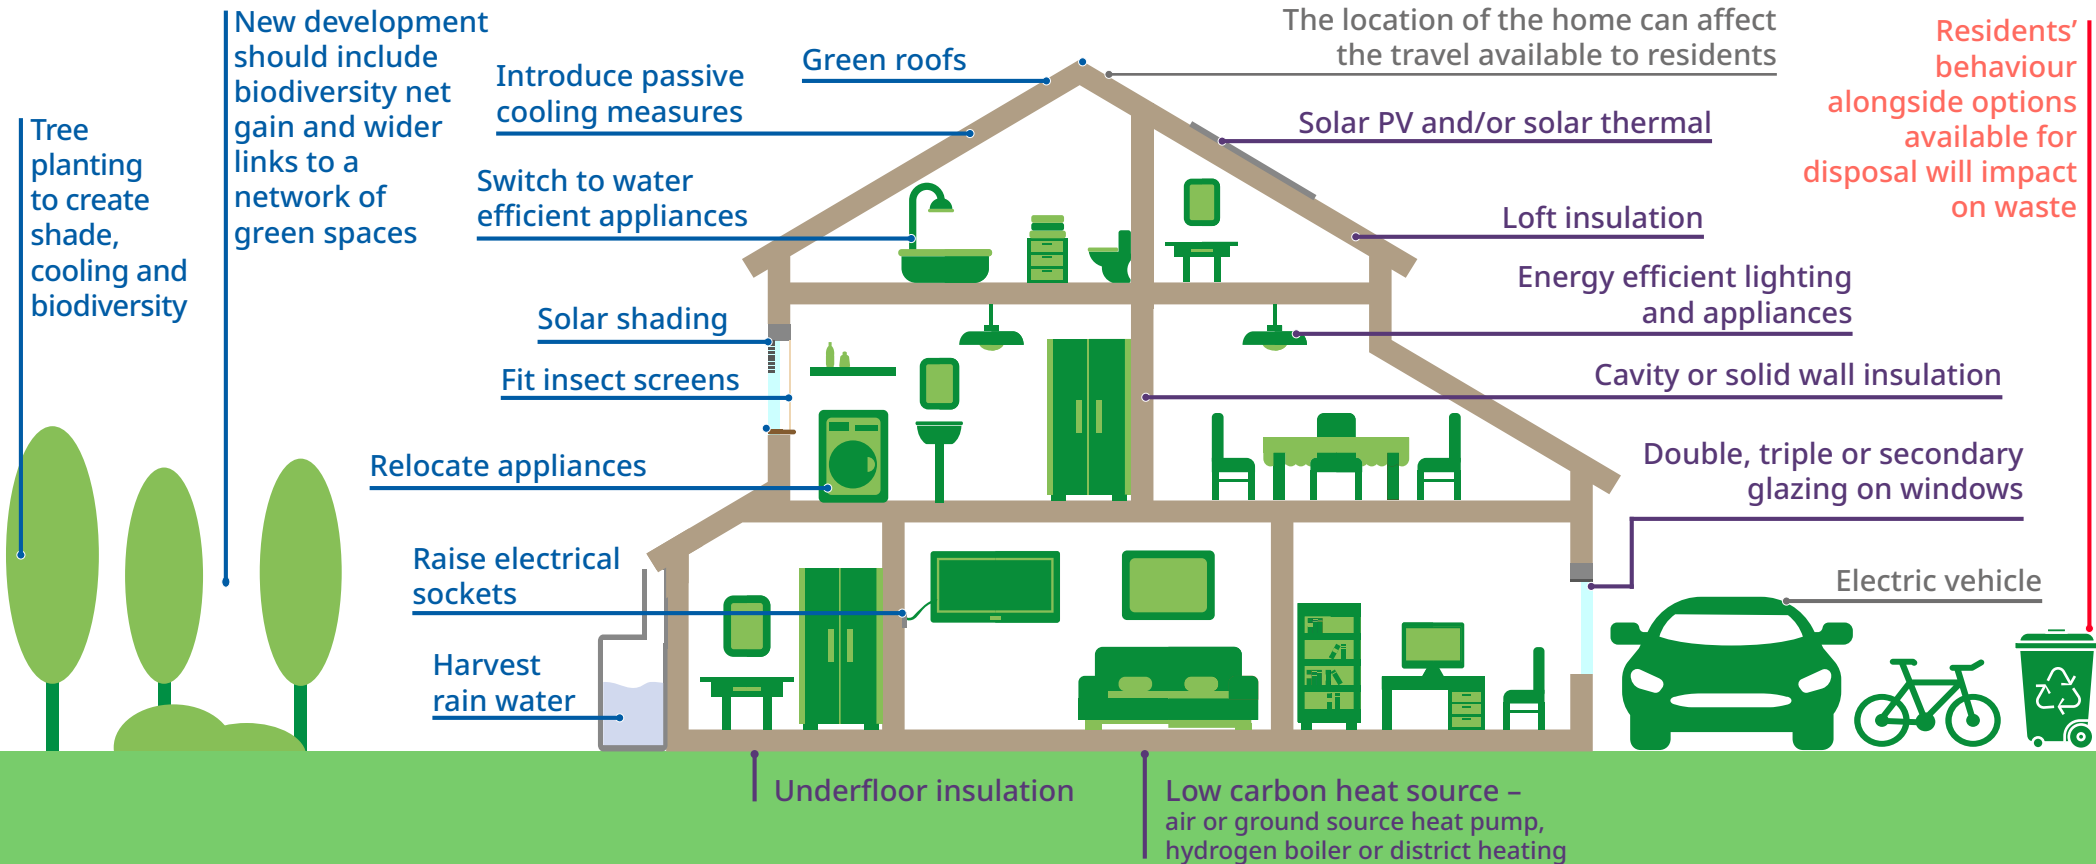 Tree
planting
to create
shade,
cooling and
biodiversity
New development
should include
biodiversity net
gain and wider
links to a
network of
green spaces
Introduce passive
cooling measures
Green roofs
Switch to water
efficient appliances
Solar shading
Fit insect screens
Relocate appliances
Raise electrical
sockets
Harvest
rain water
The location of the home can affect
the travel available to residents
Solar PV and/or solar thermal
Loft insulation
Energy efficient lighting
and appliances
Cavity or solid wall insulation
Double, triple or secondary
glazing on windows
Electric vehicle
Residents’
behaviour
alongside options
available for
disposal will impact
on waste
Underfloor insulation
Low carbon heat source –
air or ground source heat pump,
hydrogen boiler or district heating